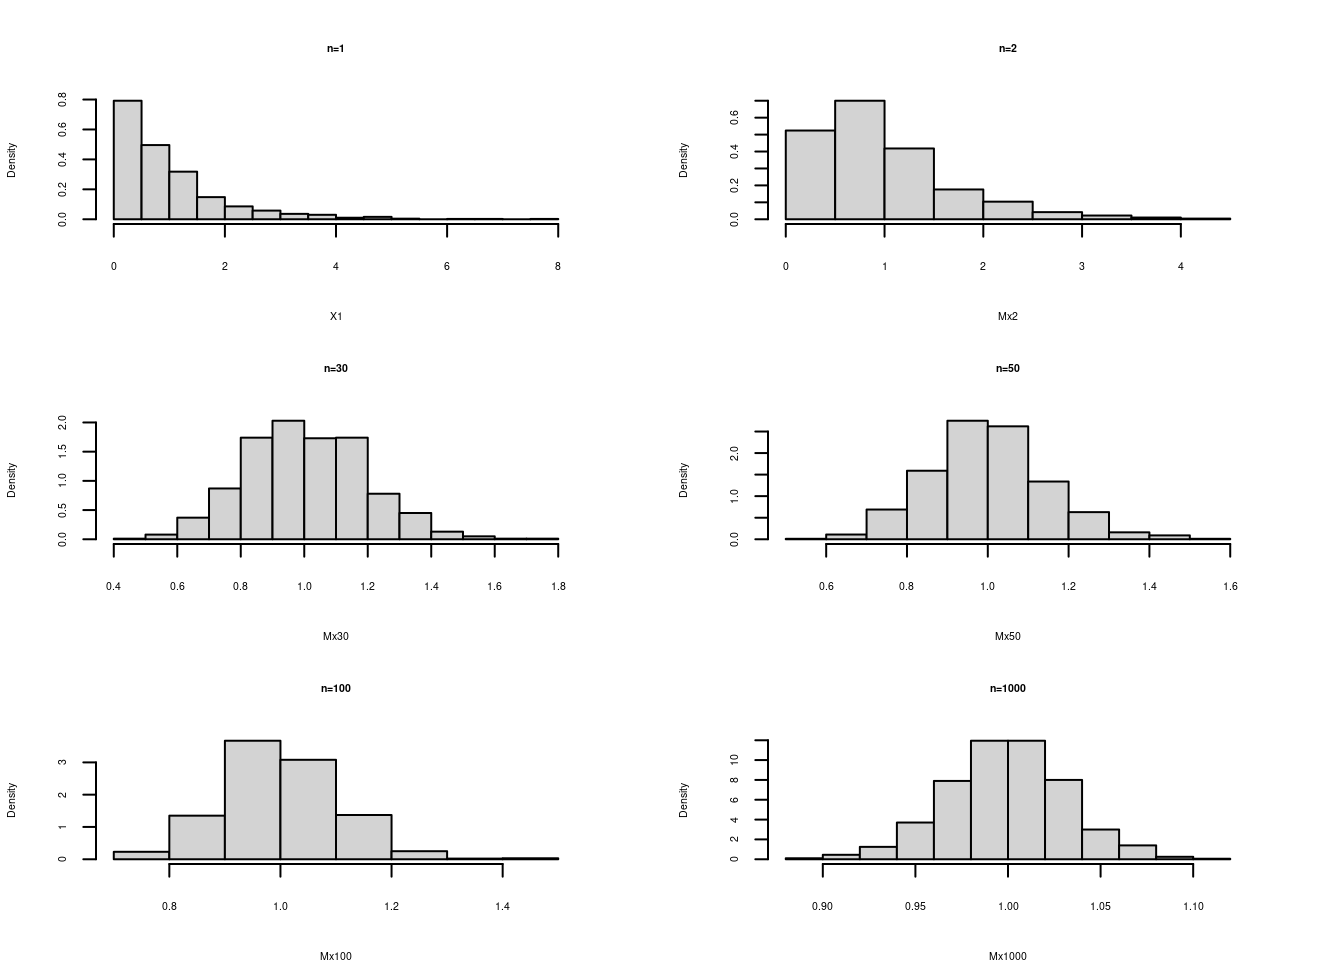 n=1
Density
0.0 0.2 0.4 0.6 0.8
0 2 4 6 8
X1
n=2
Density
0.0 0.2 0.4 0.6
0 1 2 3 4
Mx2
n=30
Density
0.0 0.5 1.0 1.5 2.0
0.4 0.6 0.8 1.0 1.2 1.4 1.6 1.8
Mx30
n=50
Density
0.0 1.0 2.0
0.6 0.8 1.0 1.2 1.4 1.6
Mx50
n=100
Density
0 1 2 3
0.8 1.0 1.2 1.4
Mx100
n=1000
Density
0 2 4 6 8 10
0.90 0.95 1.00 1.05 1.10
Mx1000